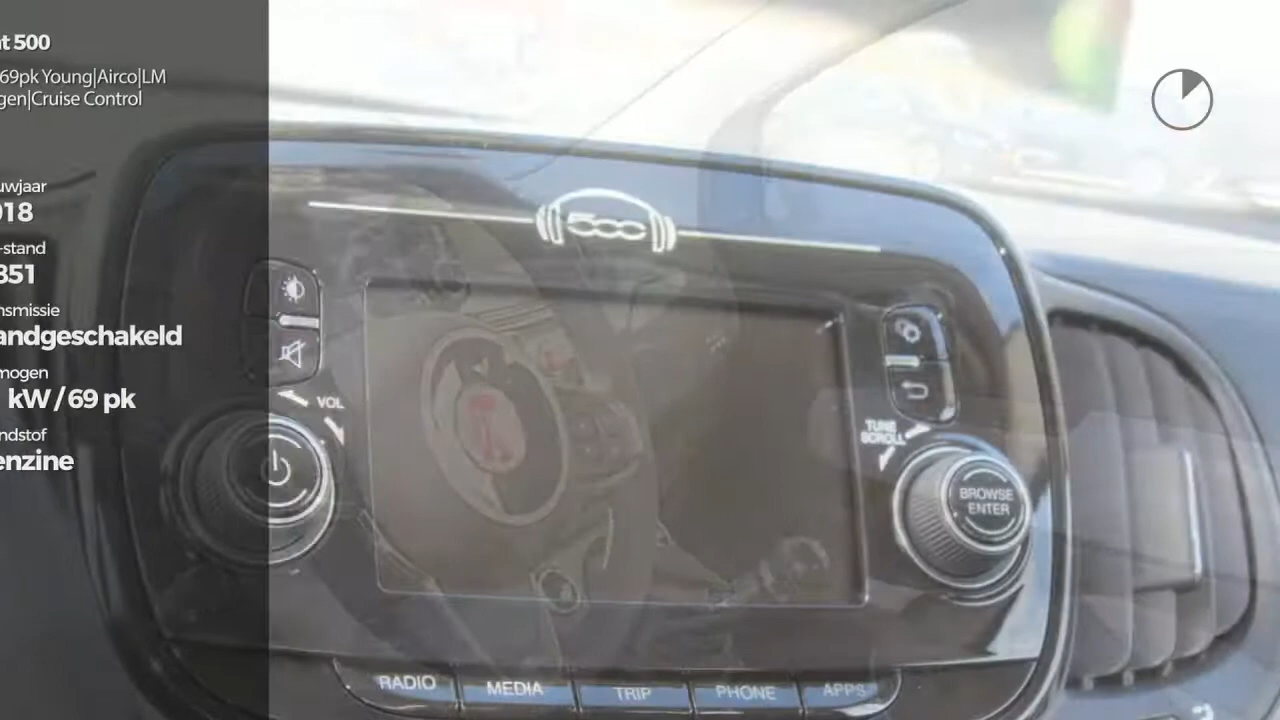 t 500
69pk Young|Airco|LM
gen|Cruise Control
uwjaar
018
-stand
851
nsmissie
andgeschakeld
mogen
kW / 69 pk
ndstof
enzine
500
VOL
TUNE
SCROLL
BROWSE
ENTER
RADIO
MEDIA
TRIP
PHONE
APPS